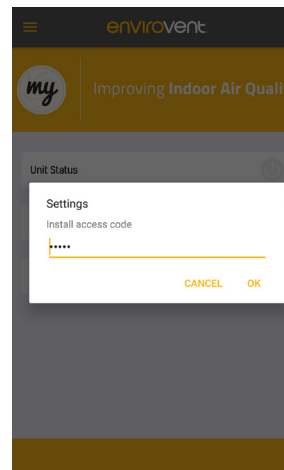 envirovent
my
Improving Indoor Air Quali
Unit Status
Settings
Install access code
•••••
CANCEL OK